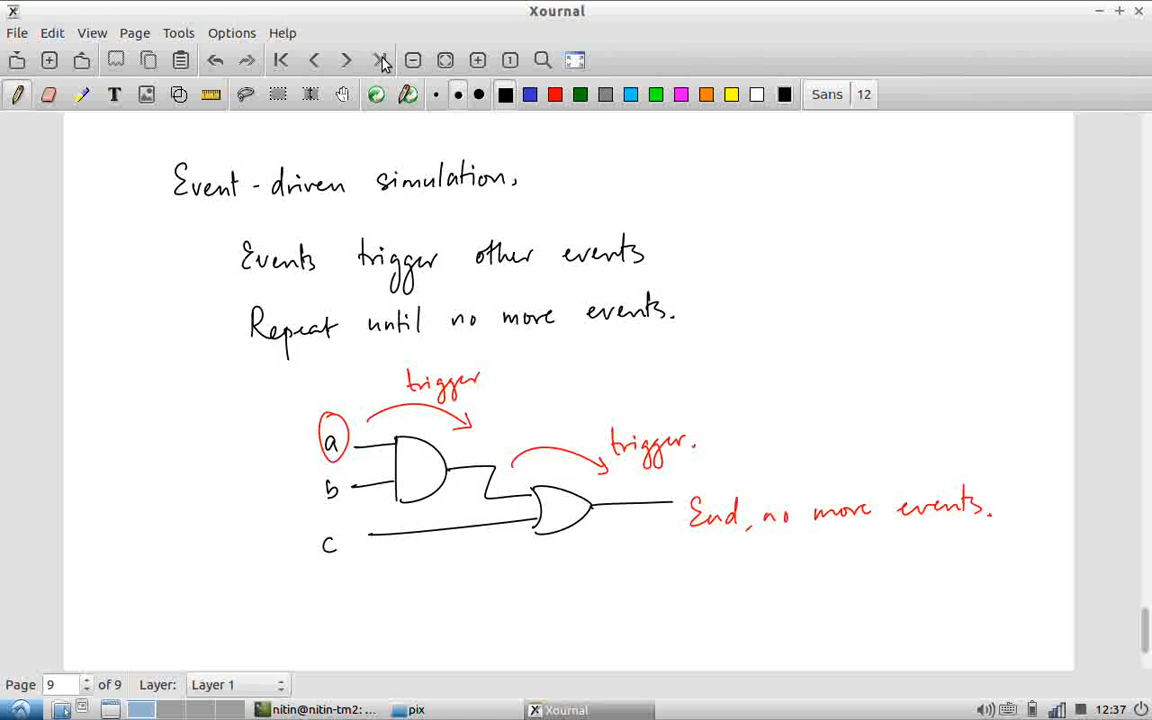 Xournal
File Edit View Page Tools Options Help
Sans 12
Event-driven simulation,
Events trigger other events
Repeat until no more events.
trigger
a
trigger.
b
End, no more events.
c
Page 9 of 9 Layer: Layer 1
nitin@nitin-tm2: ... pix Xournal 12:37